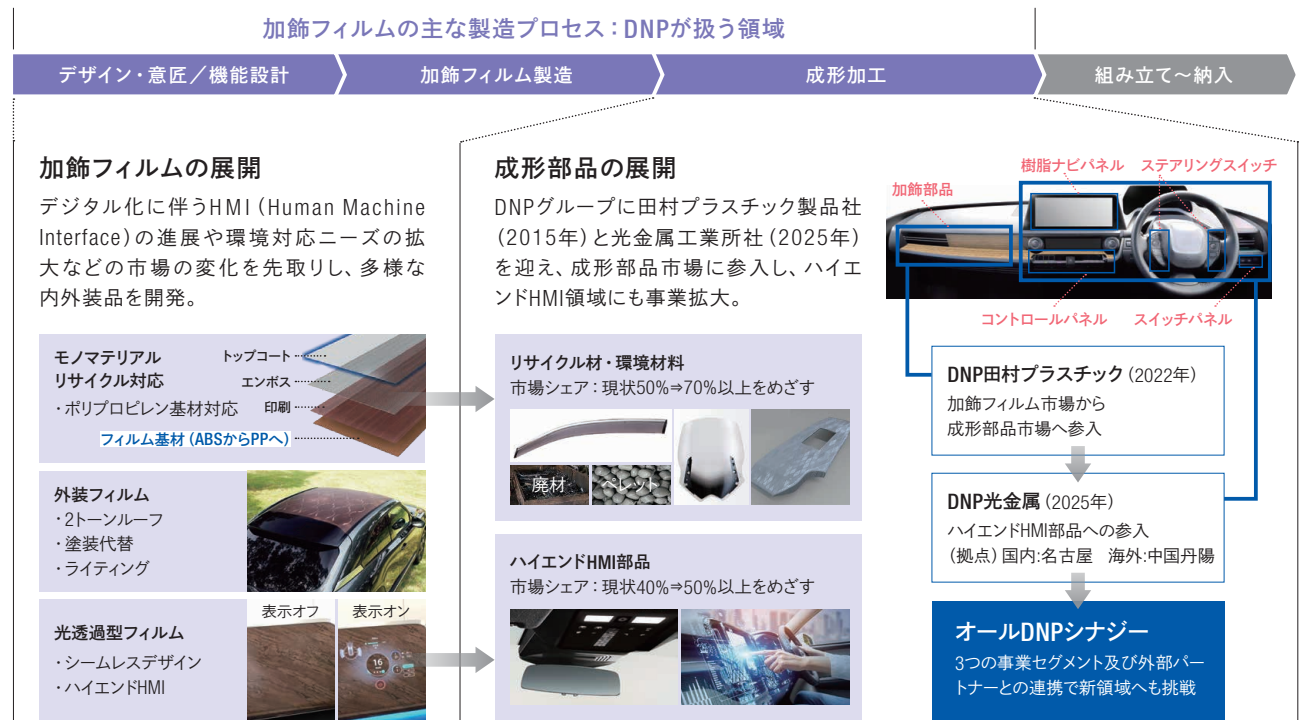 加飾フィルムの主な製造プロセス：DNPが扱う領域
デザイン・意匠／機能設計
加飾フィルム製造
成形加工
組み立て〜納入
加飾フィルムの展開
デジタル化に伴うHMI（Human Machine
Interface）の進展や環境対応ニーズの拡
大などの市場の変化を先取りし、多様な
内外装品を開発。
モノマテリアル
リサイクル対応
・ポリプロピレン基材対応
トップコート
エンボス
印刷
フィルム基材（ABSからPPへ）
外装フィルム
・2トーンルーフ
・塗装代替
・ライティング
光透過型フィルム
・シームレスデザイン
・ハイエンドHMI
表示オフ
表示オン
16
成形部品の展開
DNPグループに田村プラスチック製品社
（2015年）と光金属工業所社（2025年）
を迎え、成形部品市場に参入し、ハイエ
ンドHMI領域にも事業拡大。
リサイクル材・環境材料
市場シェア：現状50%⇒70%以上をめざす
廃材
ペレット
ハイエンドHMI部品
市場シェア：現状40%⇒50%以上をめざす
加飾部品
樹脂ナビパネル
ステアリングスイッチ
コントロールパネル
スイッチパネル
DNP田村プラスチック（2022年）
加飾フィルム市場から
成形部品市場へ参入
DNP光金属（2025年）
ハイエンドHMI部品への参入
（拠点）国内:名古屋　海外:中国丹陽
オールDNPシナジー
3つの事業セグメント及び外部パー
トナーとの連携で新領域へも挑戦